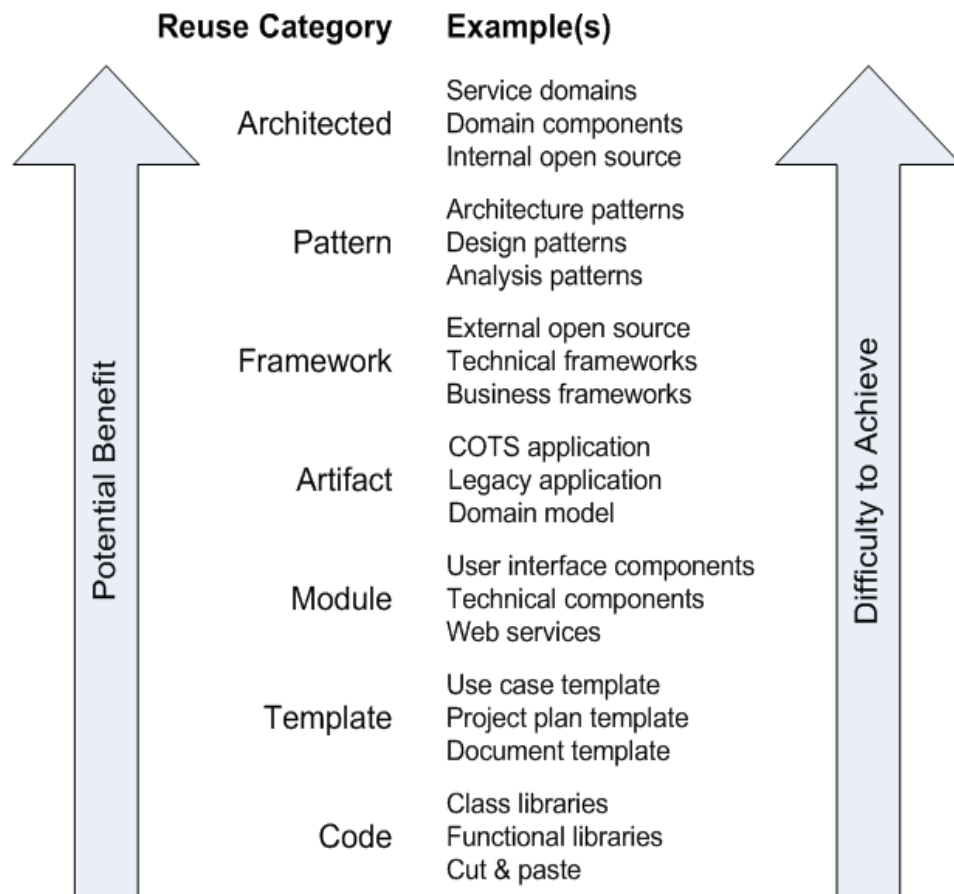 Reuse Category Example(s)
Architected
Service domains
Domain components
Internal open source
Pattern
Architecture patterns
Design patterns
Analysis patterns
Framework
External open source
Technical frameworks
Business frameworks
Artifact
COTS application
Legacy application
Domain model
Module
User interface components
Technical components
Web services
Template
Use case template
Project plan template
Document template
Code
Class libraries
Functional libraries
Cut & paste
Potential Benefit
Difficulty to Achieve